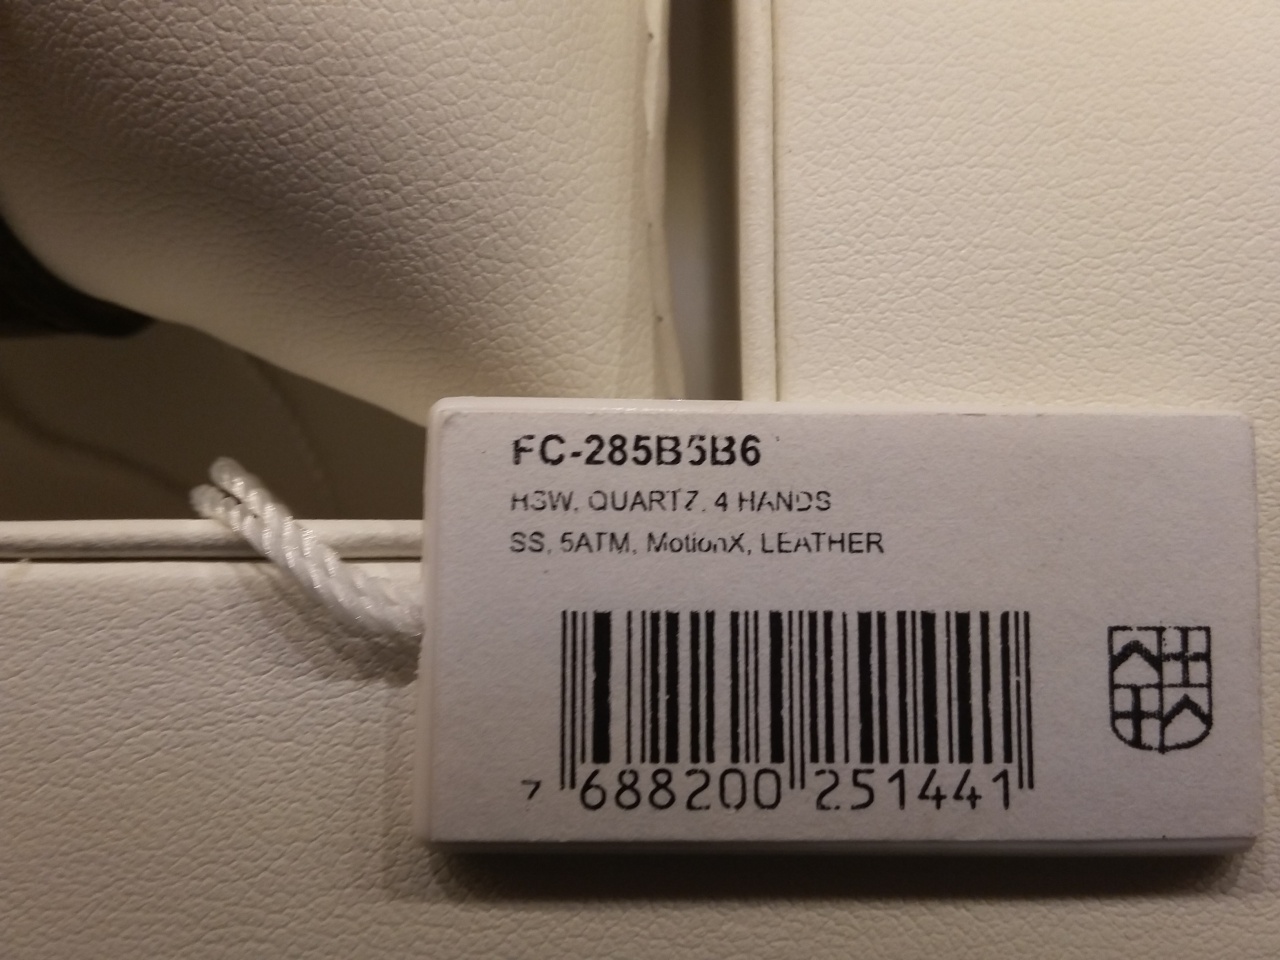 FC-285B5B6
HSW, QUARTZ, 4 HANDS
SS, 5ATM, MotionX, LEATHER
7 688200 251441